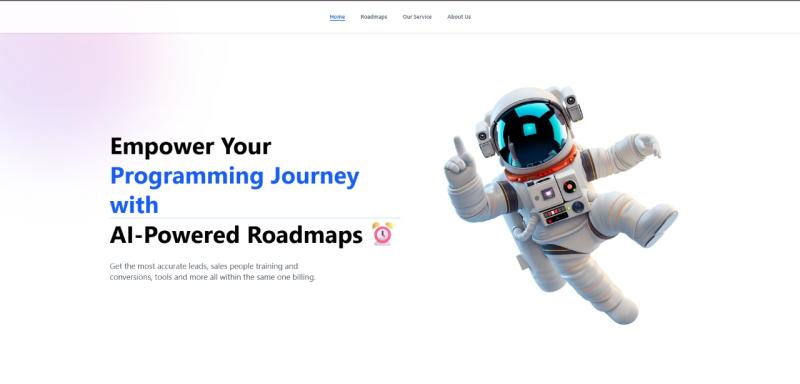 Home Roadmaps Our Service About Us
Empower Your
Programming Journey
with
AI-Powered Roadmaps ⏰
Get the most accurate leads, sales people training and
conversions, tools and more all within the same one billing.